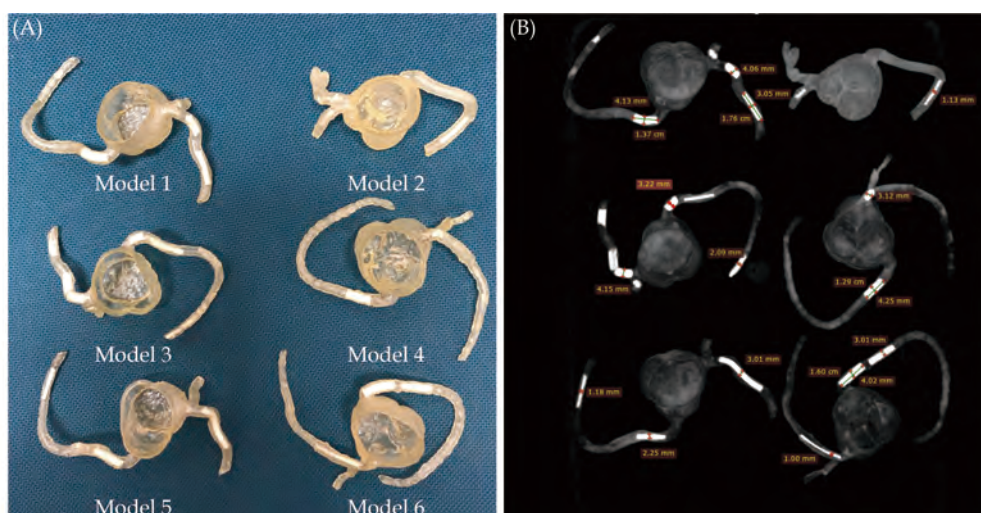 (A)
Model 1
Model 2
Model 3
Model 4
Model 5
Model 6
(B)
4.06 mm
4.13 mm
3.05 mm
1.13 mm
1.76 cm
1.37 cm
3.22 mm
3.12 mm
2.09 mm
1.29 cm
4.15 mm
4.25 mm
3.01 mm
3.01 mm
1.60 cm
4.02 mm
1.18 mm
2.25 mm
1.00 mm